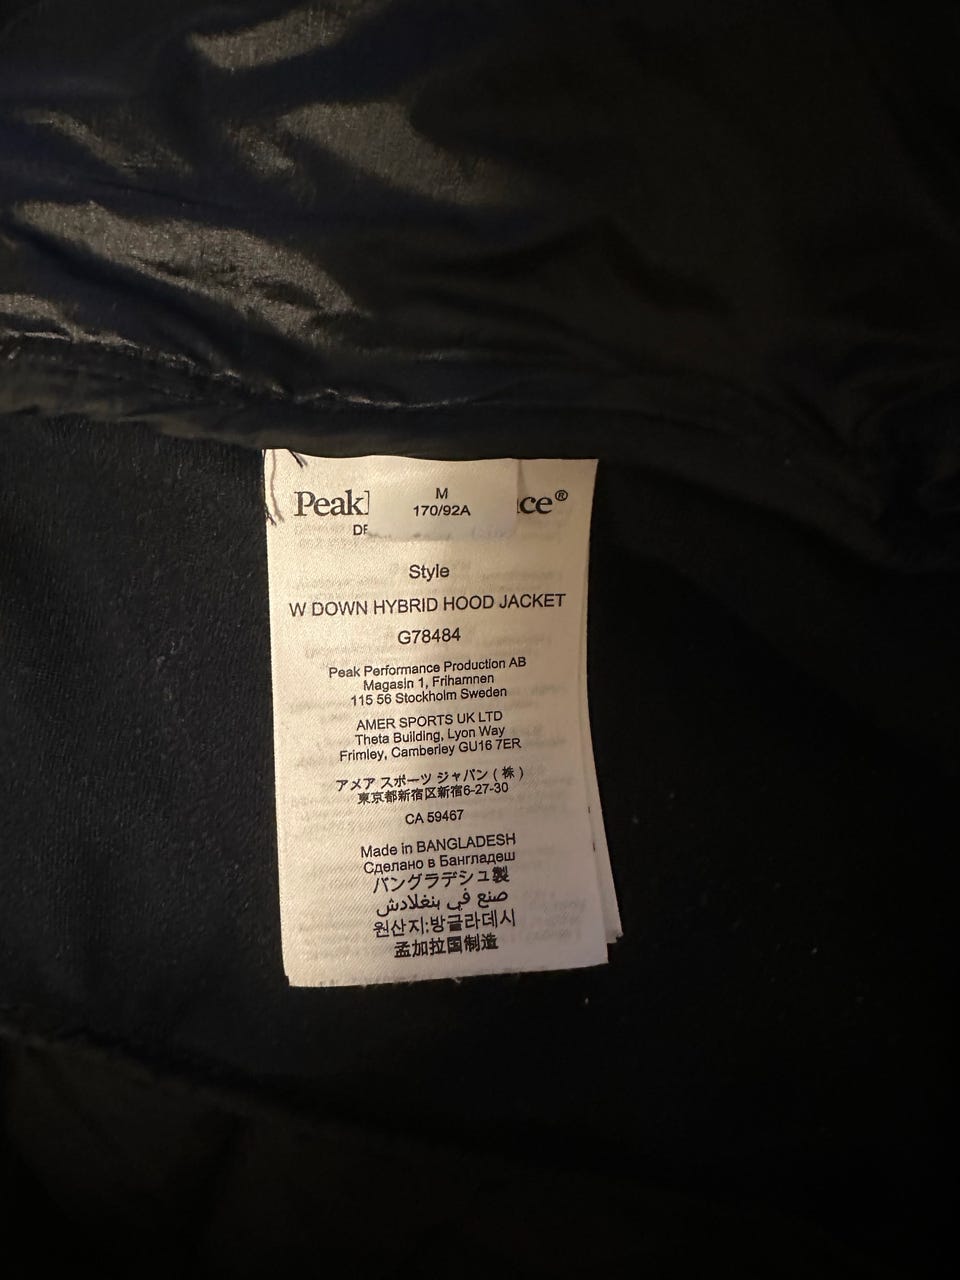 Peak
ce®
M
170/92A
DE
Style
W DOWN HYBRID HOOD JACKET
G78484
Peak Performance Production AB
Magasin 1, Frihamnen
115 56 Stockholm Sweden
AMER SPORTS UK LTD
Theta Building, Lyon Way
Frimley, Camberley GU16 7ER
アメア スポーツ ジャパン ( 株 )
東京都新宿区新宿6-27-30
CA 59467
Made in BANGLADESH
Сделано в Бангладеш
バングラデシュ製
صنع في بنغلادش
원산지:방글라데시
孟加拉国制造